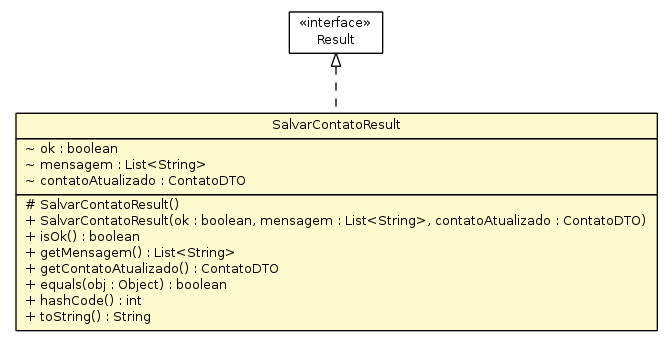 «interface»
Result
SalvarContatoResult
~ ok : boolean
~ mensagem : List<String>
~ contatoAtualizado : ContatoDTO
# SalvarContatoResult()
+ SalvarContatoResult(ok : boolean, mensagem : List<String>, contatoAtualizado : ContatoDTO)
+ isOk() : boolean
+ getMensagem() : List<String>
+ getContatoAtualizado() : ContatoDTO
+ equals(obj : Object) : boolean
+ hashCode() : int
+ toString() : String